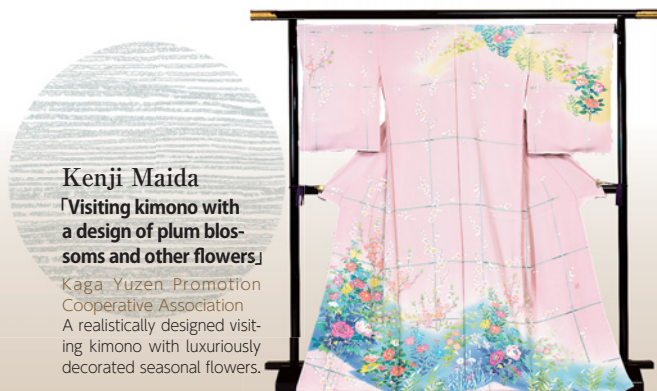 Kenji Maida
｢Visiting kimono with
a design of plum blos-
soms and other flowers｣
Kaga Yuzen Promotion
Cooperative Association
A realistically designed visit-
ing kimono with luxuriously
decorated seasonal flowers.